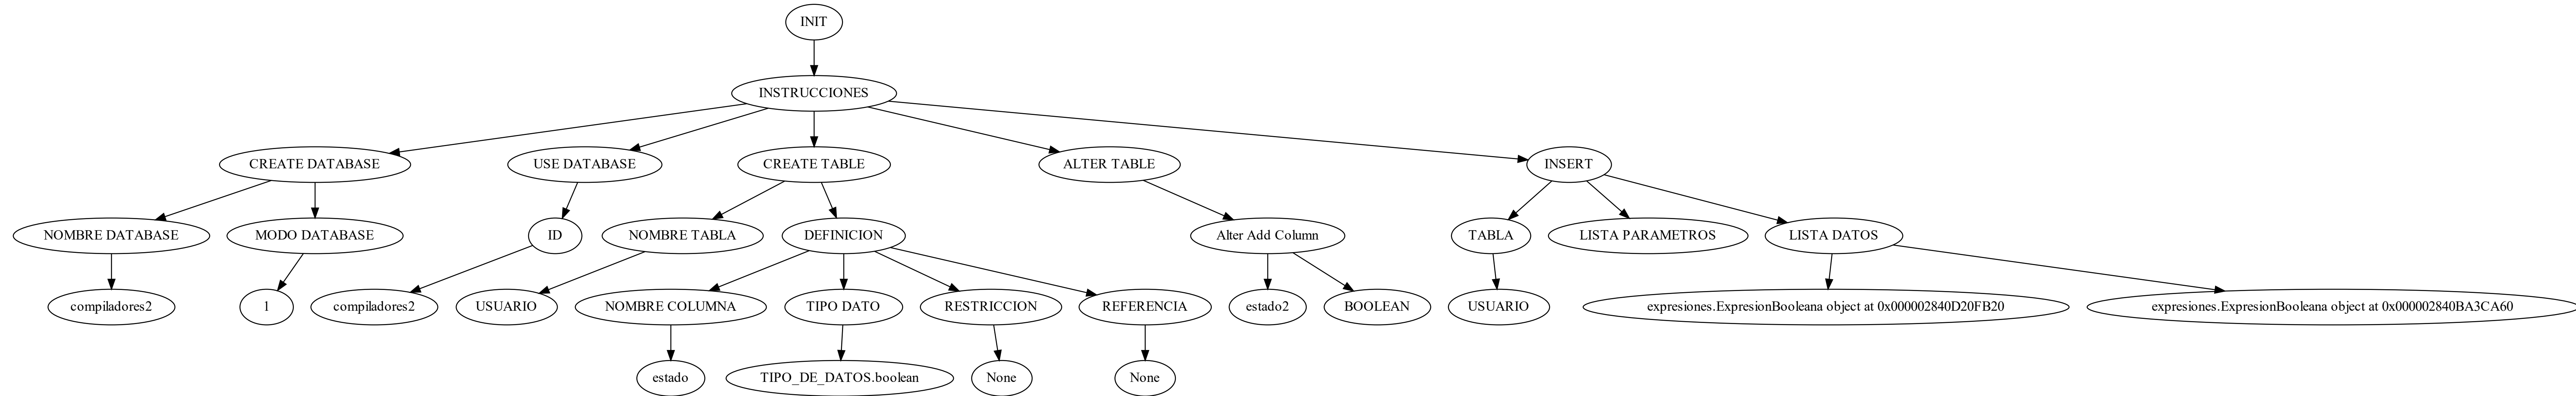 INIT
INSTRUCCIONES
CREATE DATABASE
USE DATABASE
CREATE TABLE
ALTER TABLE
INSERT
NOMBRE DATABASE
MODO DATABASE
ID
NOMBRE TABLA
DEFINICION
Alter Add Column
TABLA
LISTA PARAMETROS
LISTA DATOS
compiladores2
1
compiladores2
USUARIO
NOMBRE COLUMNA
TIPO DATO
RESTRICCION
REFERENCIA
estado2
BOOLEAN
USUARIO
expresiones.ExpresionBooleana object at 0x000002840D20FB20
expresiones.ExpresionBooleana object at 0x000002840BA3CA60
estado
TIPO_DE_DATOS.boolean
None
None